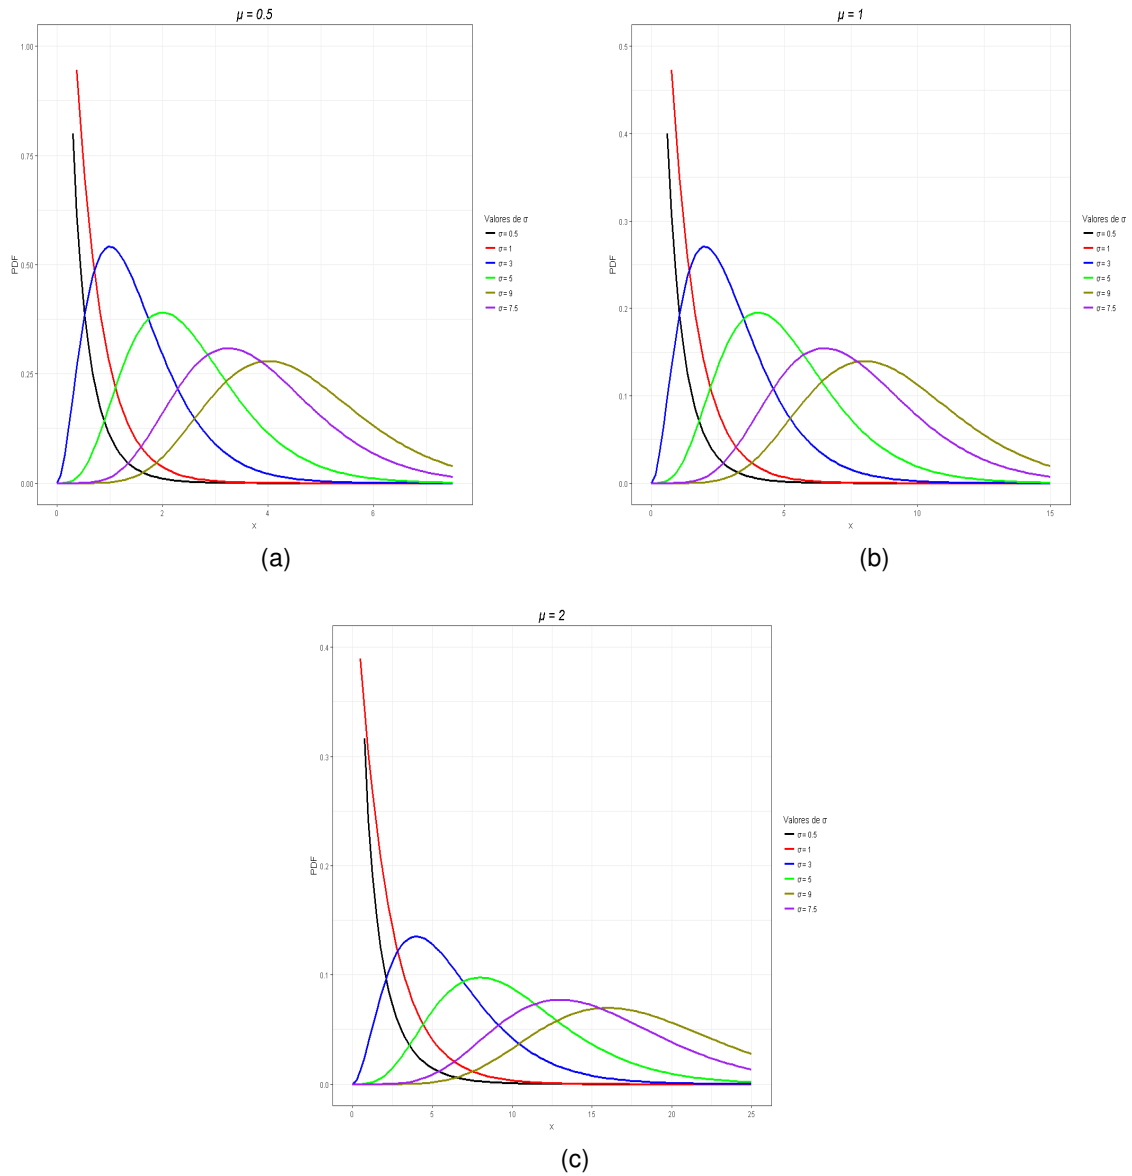 μ = 0.5
1.00
0.75
0.50
0.25
0.00
PDF
0
2
4
6
x
Valores de σ
σ= 0.5
σ= 1
σ= 3
σ= 5
σ= 9
σ= 7.5
(a)
μ = 1
0.5
0.4
0.3
0.2
0.1
0.0
PDF
0
5
10
15
x
Valores de σ
σ= 0.5
σ= 1
σ= 3
σ= 5
σ= 9
σ= 7.5
(b)
μ = 2
0.4
0.3
0.2
0.1
0.0
PDF
0
5
10
15
20
25
x
Valores de σ
σ= 0.5
σ= 1
σ= 3
σ= 5
σ= 9
σ= 7.5
(c)